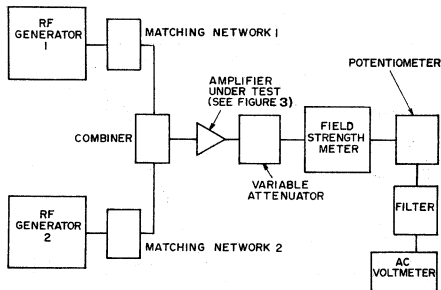 RF
GENERATOR
1
MATCHING NETWORK 1
AMPLIFIER
UNDER TEST
(SEE FIGURE 3)
POTENTIOMETER
COMBINER
FIELD
STRENGTH
METER
VARIABLE
ATTENUATOR
FILTER
RF
GENERATOR
2
MATCHING NETWORK 2
AC
VOLTMETER